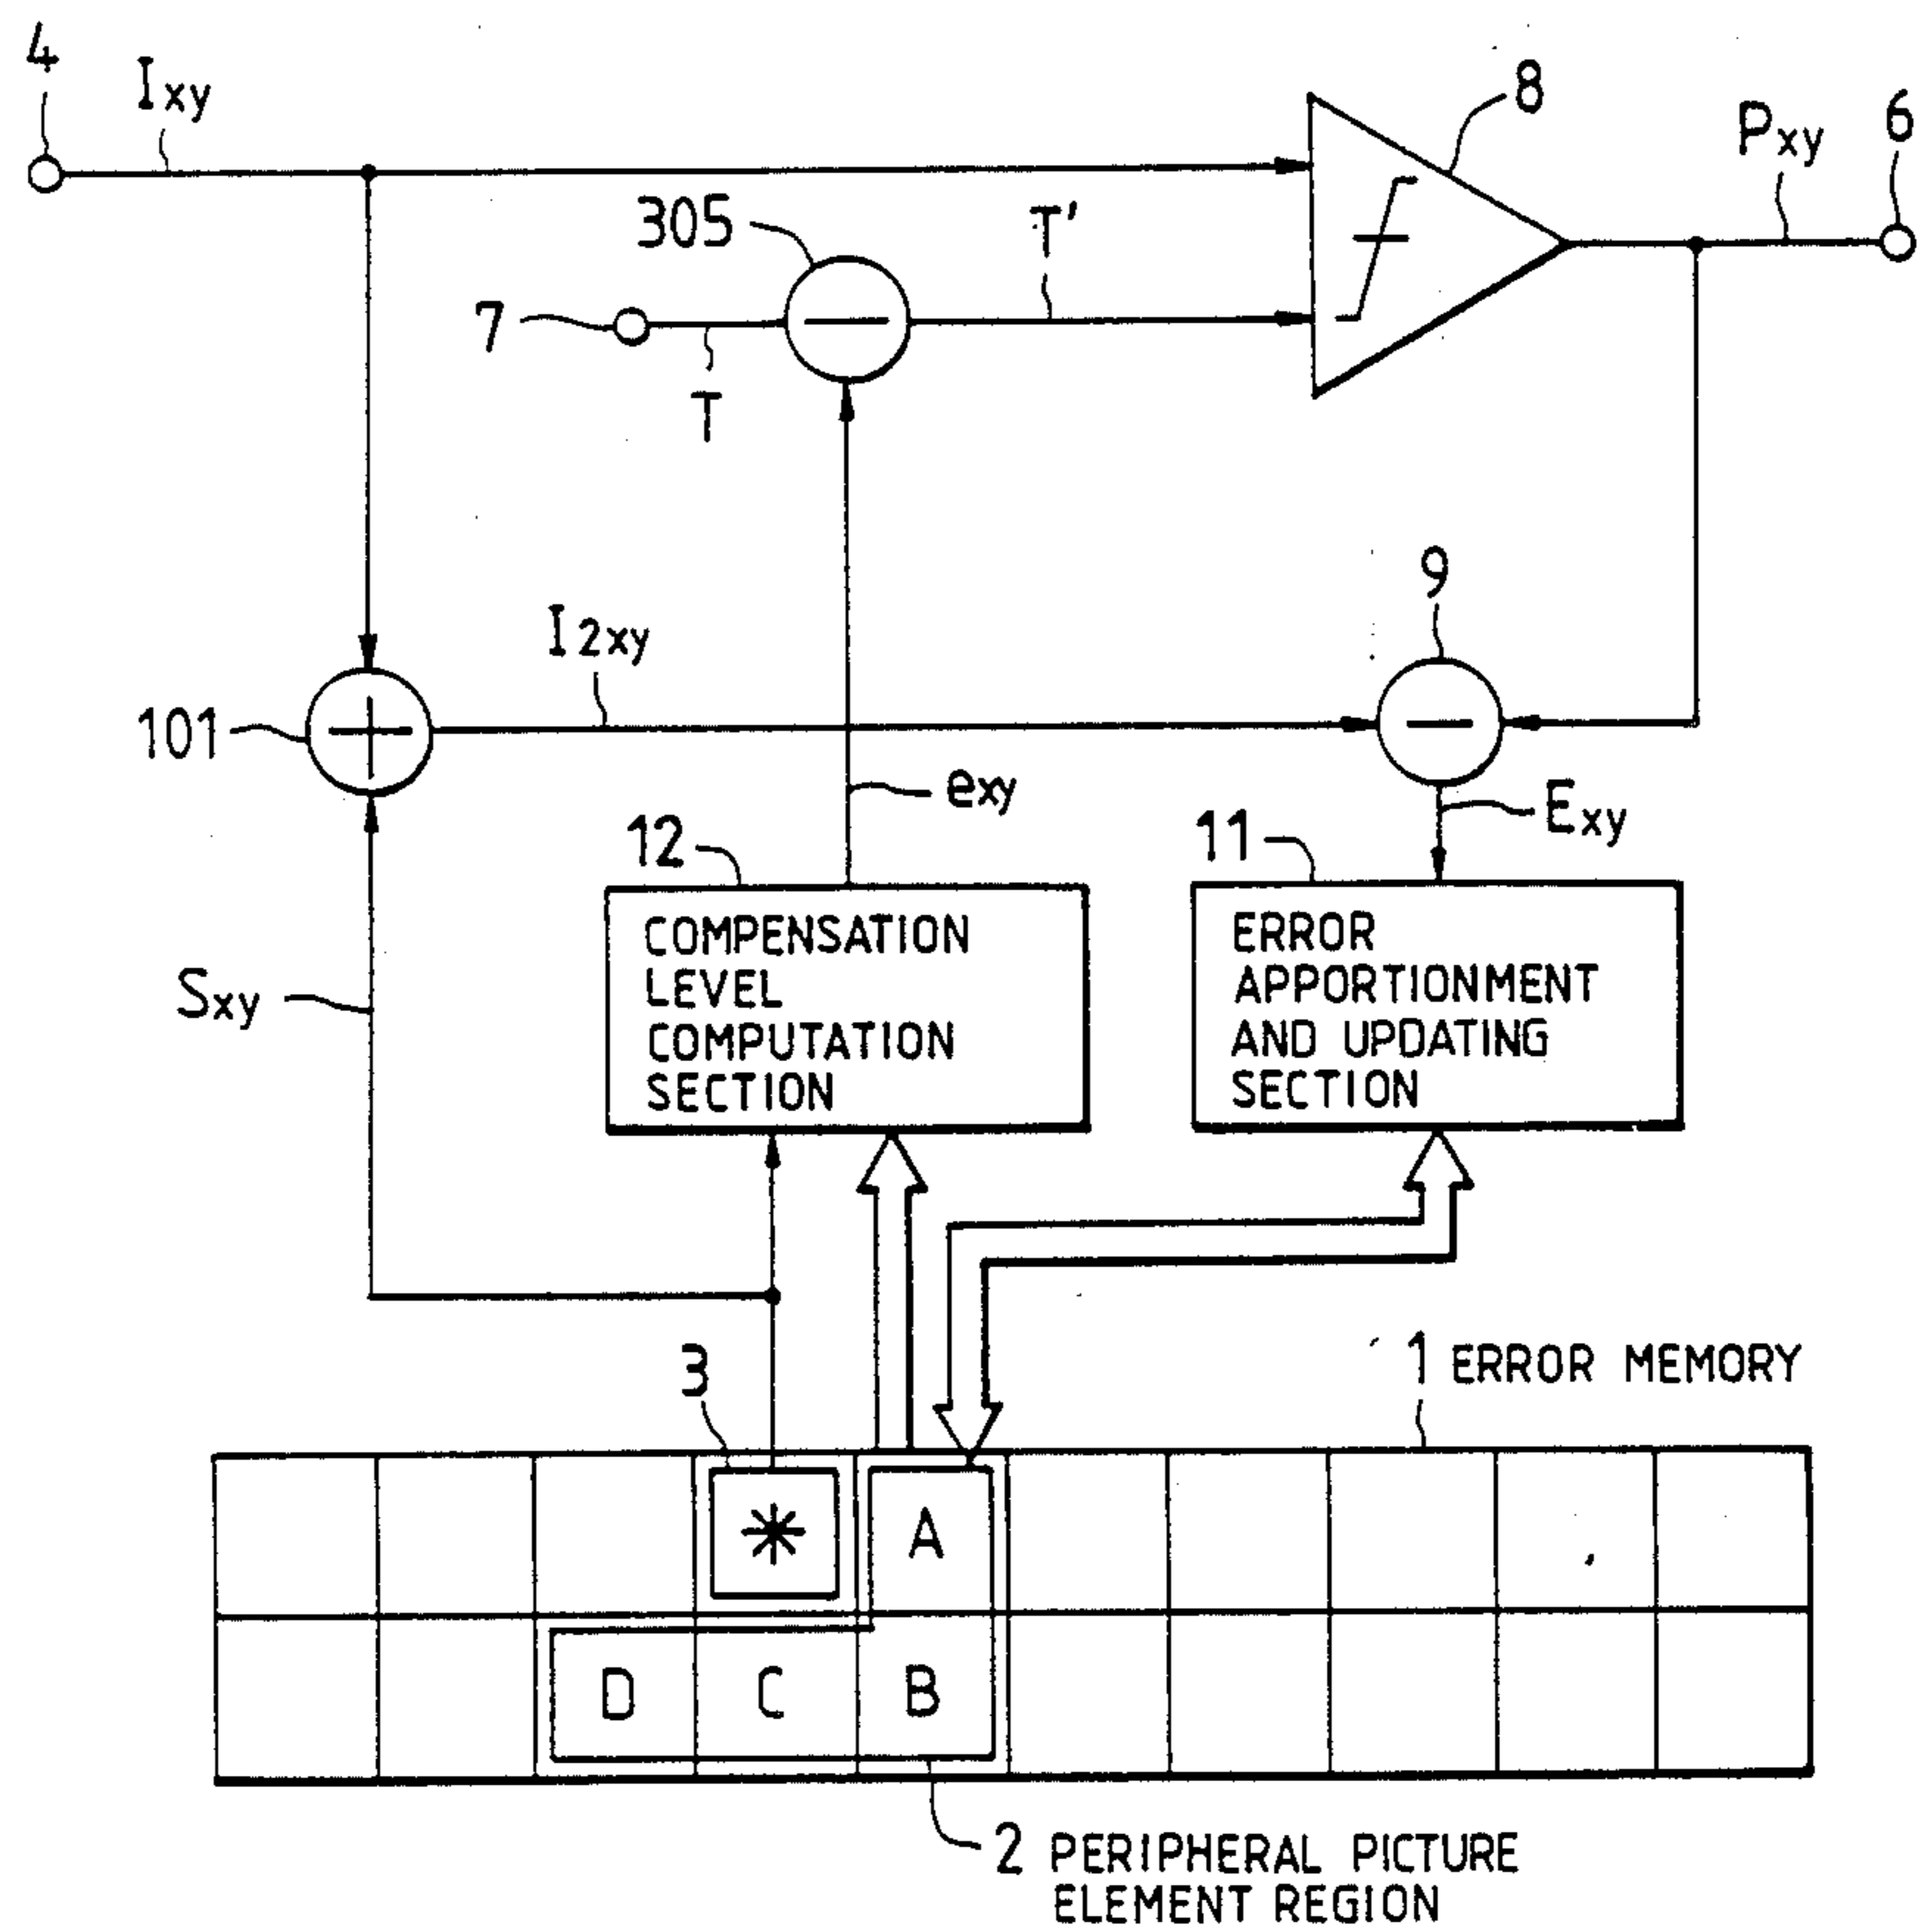 4
Ixy
8
Pxy
6
305
T'
7
T
9
I2xy
101
exy
Exy
12
11
COMPENSATION
LEVEL
COMPUTATION
SECTION
ERROR
APPORTIONMENT
AND UPDATING
SECTION
Sxy
3
1 ERROR MEMORY
* A
D C B
2 PERIPHERAL PICTURE
ELEMENT REGION